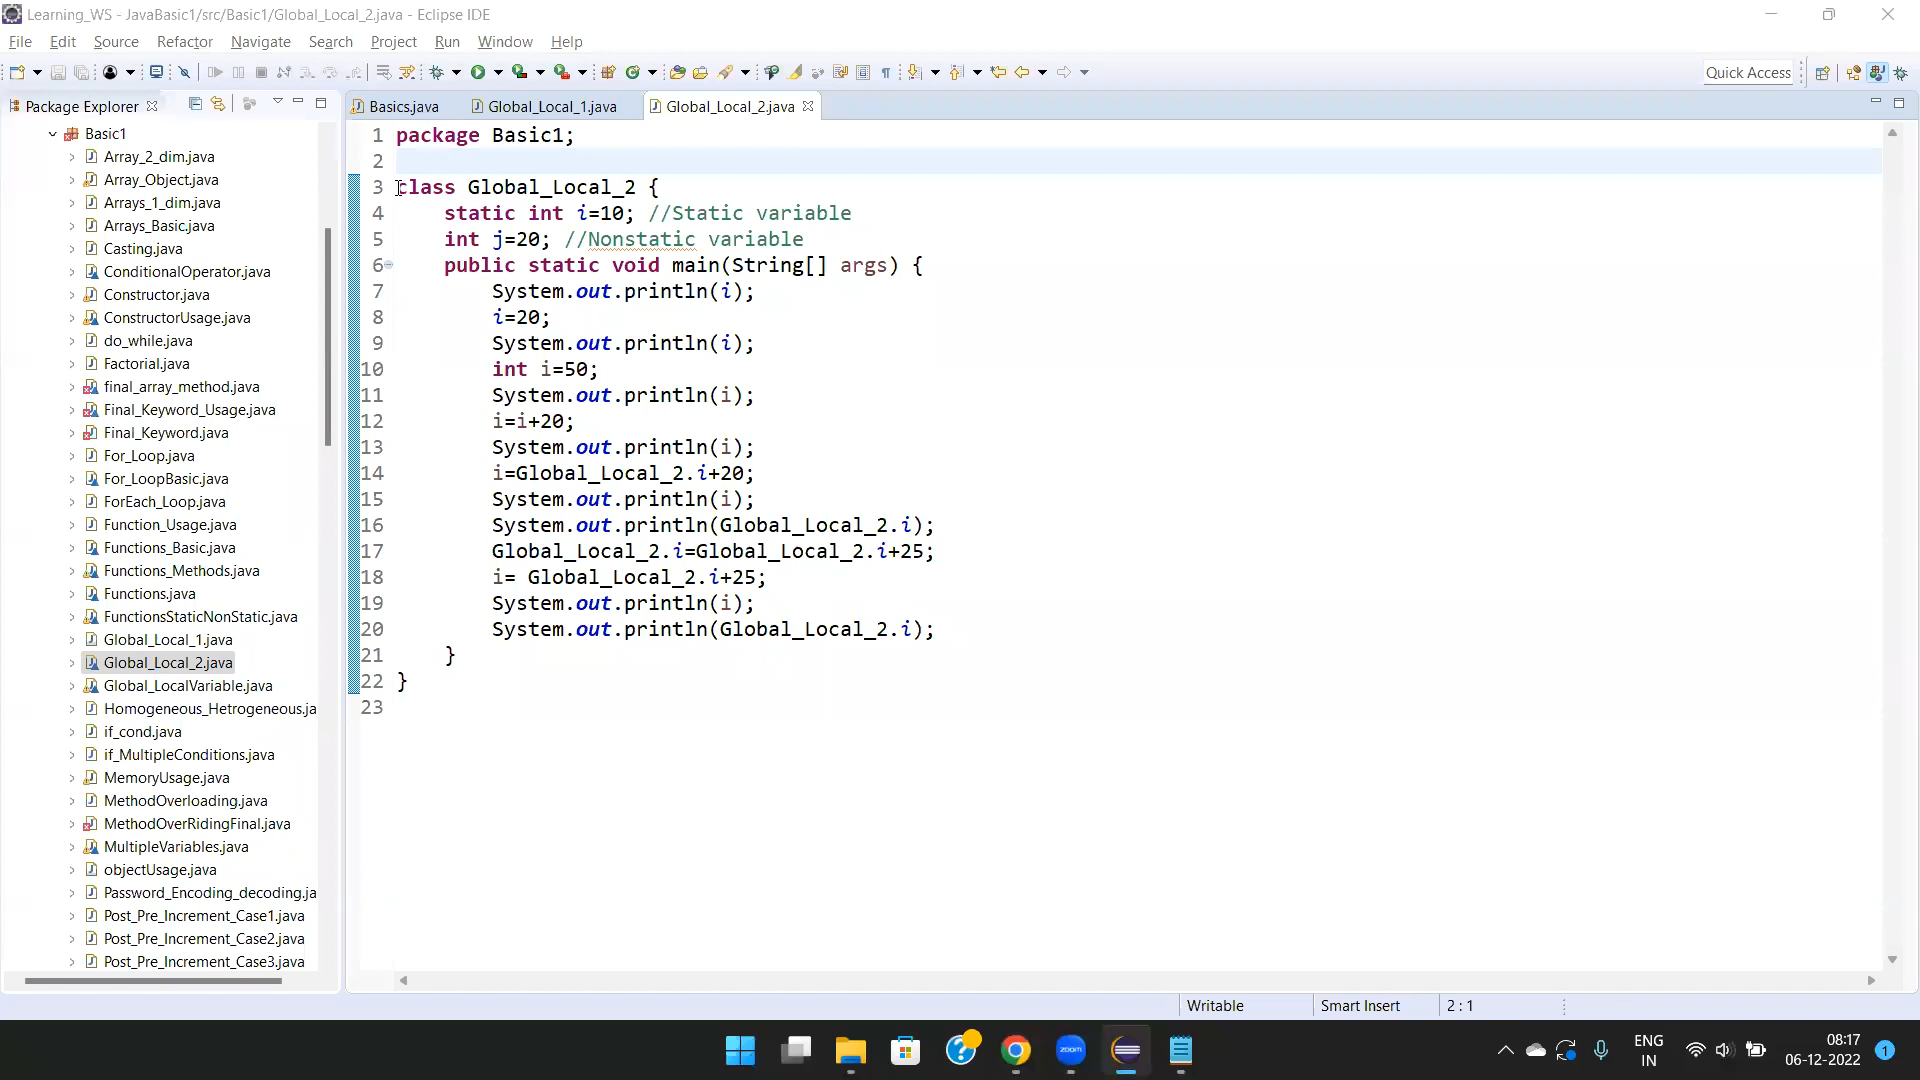 Learning_WS - JavaBasic1/src/Basic1/Global_Local_2.java - Eclipse IDE
File Edit Source Refactor Navigate Search Project Run Window Help
Quick Access
Package Explorer
Basic1
Array_2_dim.java
Array_Object.java
Arrays_1_dim.java
Arrays_Basic.java
Casting.java
ConditionalOperator.java
Constructor.java
ConstructorUsage.java
do_while.java
Factorial.java
final_array_method.java
Final_Keyword_Usage.java
Final_Keyword.java
For_Loop.java
For_LoopBasic.java
ForEach_Loop.java
Function_Usage.java
Functions_Basic.java
Functions_Methods.java
Functions.java
FunctionsStaticNonStatic.java
Global_Local_1.java
Global_Local_2.java
Global_LocalVariable.java
Homogeneous_Hetrogeneous.ja
if_cond.java
if_MultipleConditions.java
MemoryUsage.java
MethodOverloading.java
MethodOverRidingFinal.java
MultipleVariables.java
objectUsage.java
Password_Encoding_decoding.ja
Post_Pre_Increment_Case1.java
Post_Pre_Increment_Case2.java
Post_Pre_Increment_Case3.java
Basics.java Global_Local_1.java Global_Local_2.java
1 package Basic1;
2
3 class Global_Local_2 {
4 static int i=10; //Static variable
5 int j=20; //Nonstatic variable
6 public static void main(String[] args) {
7 System.out.println(i);
8 i=20;
9 System.out.println(i);
10 int i=50;
11 System.out.println(i);
12 i=i+20;
13 System.out.println(i);
14 i=Global_Local_2.i+20;
15 System.out.println(i);
16 System.out.println(Global_Local_2.i);
17 Global_Local_2.i=Global_Local_2.i+25;
18 i= Global_Local_2.i+25;
19 System.out.println(i);
20 System.out.println(Global_Local_2.i);
21 }
22 }
23
Writable Smart Insert 2 : 1
zoom
ENG
IN
08:17
06-12-2022
1